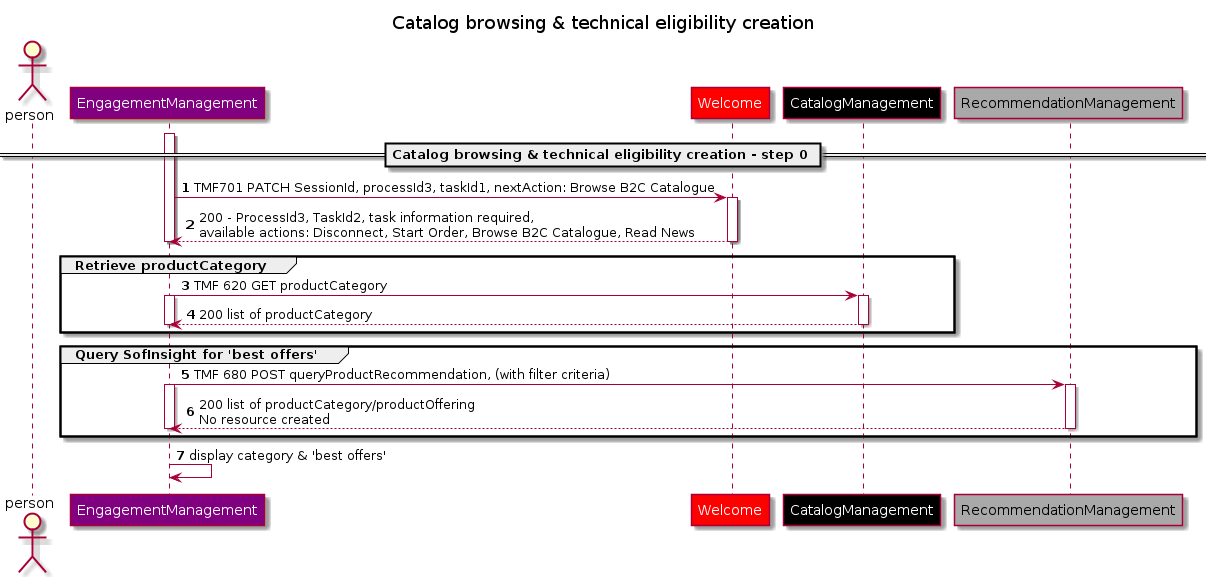 Catalog browsing & technical eligibility creation
person
EngagementManagement
Welcome
CatalogManagement
RecommendationManagement
Catalog browsing & technical eligibility creation - step 0
1 TMF701 PATCH SessionId, processId3, taskId1, nextAction: Browse B2C Catalogue
2 200 - ProcessId3, TaskId2, task information required,
available actions: Disconnect, Start Order, Browse B2C Catalogue, Read News
Retrieve productCategory
3 TMF 620 GET productCategory
4 200 list of productCategory
Query SofInsight for 'best offers'
5 TMF 680 POST queryProductRecommendation, (with filter criteria)
6 200 list of productCategory/productOffering
No resource created
7 display category & 'best offers'
person
EngagementManagement
Welcome
CatalogManagement
RecommendationManagement